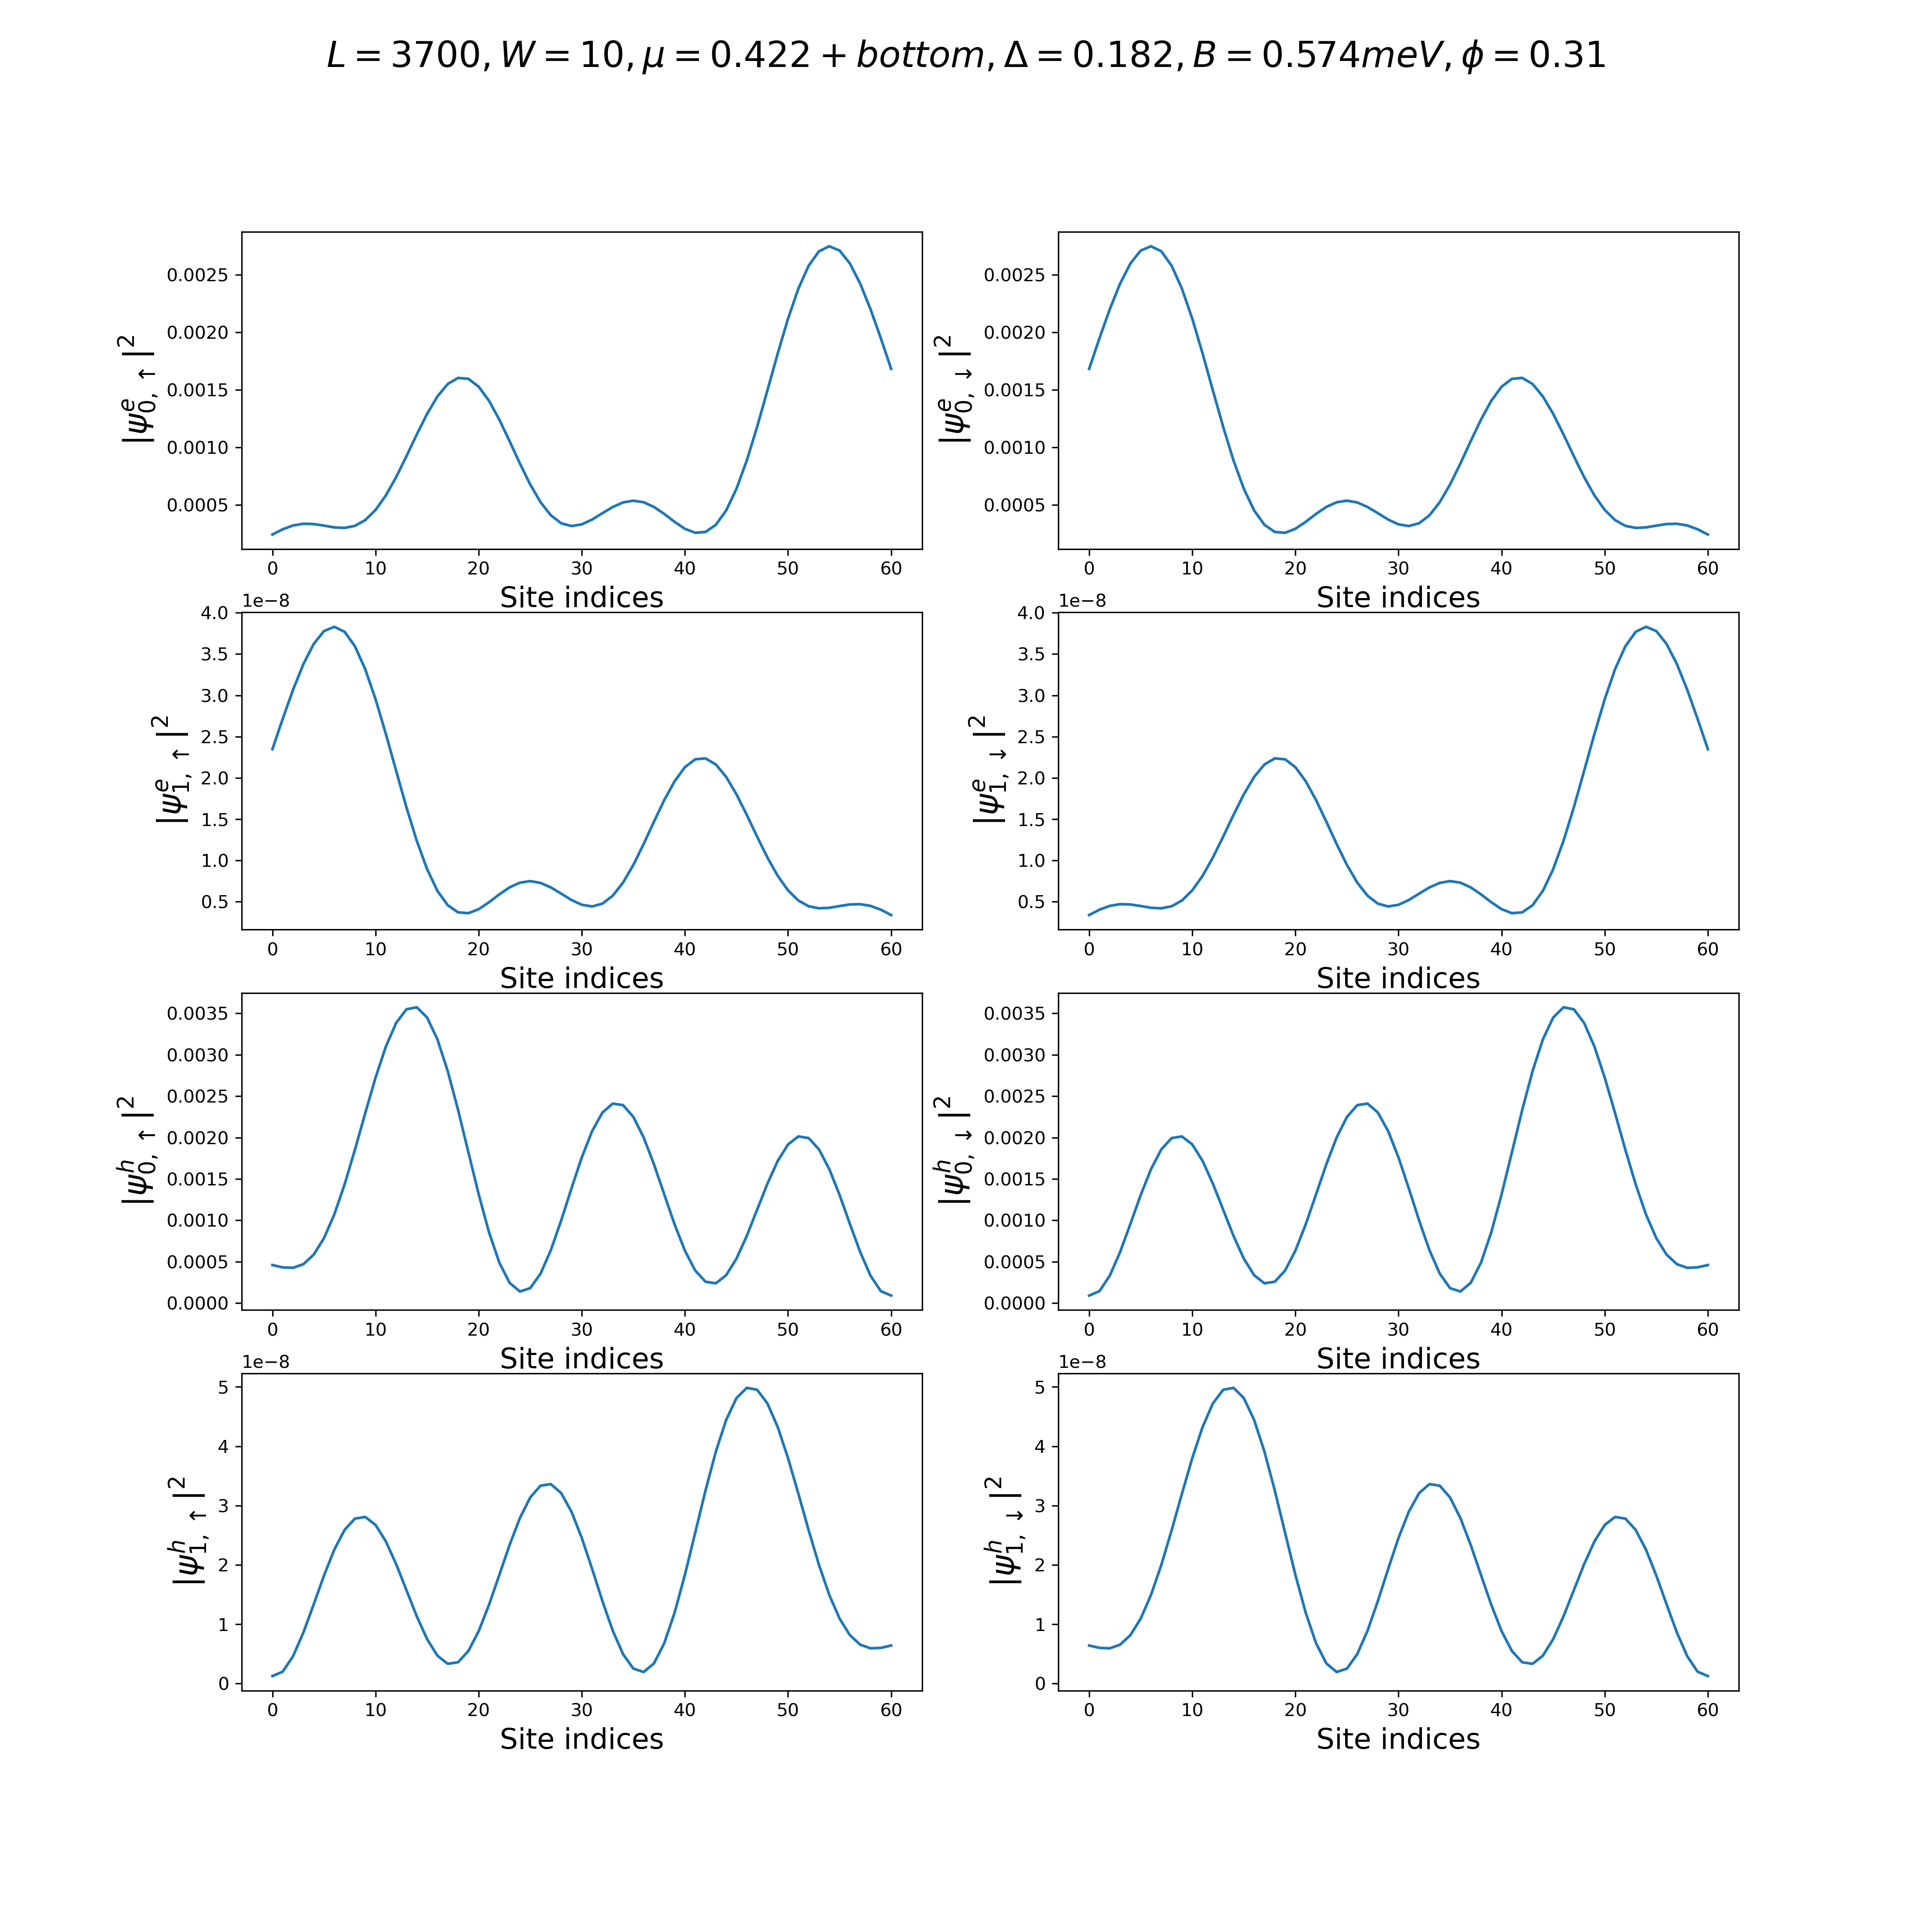 L = 3700, W = 10, μ = 0.422 + bottom, Δ = 0.182, B = 0.574meV, ϕ = 0.31
|ψ^e_{0,↑}|^2
0.0025
0.0020
0.0015
0.0010
0.0005
0 10 20 30 40 50 60
Site indices
|ψ^e_{0,↓}|^2
0.0025
0.0020
0.0015
0.0010
0.0005
0 10 20 30 40 50 60
Site indices
1e−8
|ψ^e_{1,↑}|^2
4.0
3.5
3.0
2.5
2.0
1.5
1.0
0.5
0 10 20 30 40 50 60
Site indices
1e−8
|ψ^e_{1,↓}|^2
4.0
3.5
3.0
2.5
2.0
1.5
1.0
0.5
0 10 20 30 40 50 60
Site indices
|ψ^h_{0,↑}|^2
0.0035
0.0030
0.0025
0.0020
0.0015
0.0010
0.0005
0.0000
0 10 20 30 40 50 60
Site indices
|ψ^h_{0,↓}|^2
0.0035
0.0030
0.0025
0.0020
0.0015
0.0010
0.0005
0.0000
0 10 20 30 40 50 60
Site indices
1e−8
|ψ^h_{1,↑}|^2
5
4
3
2
1
0
0 10 20 30 40 50 60
Site indices
1e−8
|ψ^h_{1,↓}|^2
5
4
3
2
1
0
0 10 20 30 40 50 60
Site indices